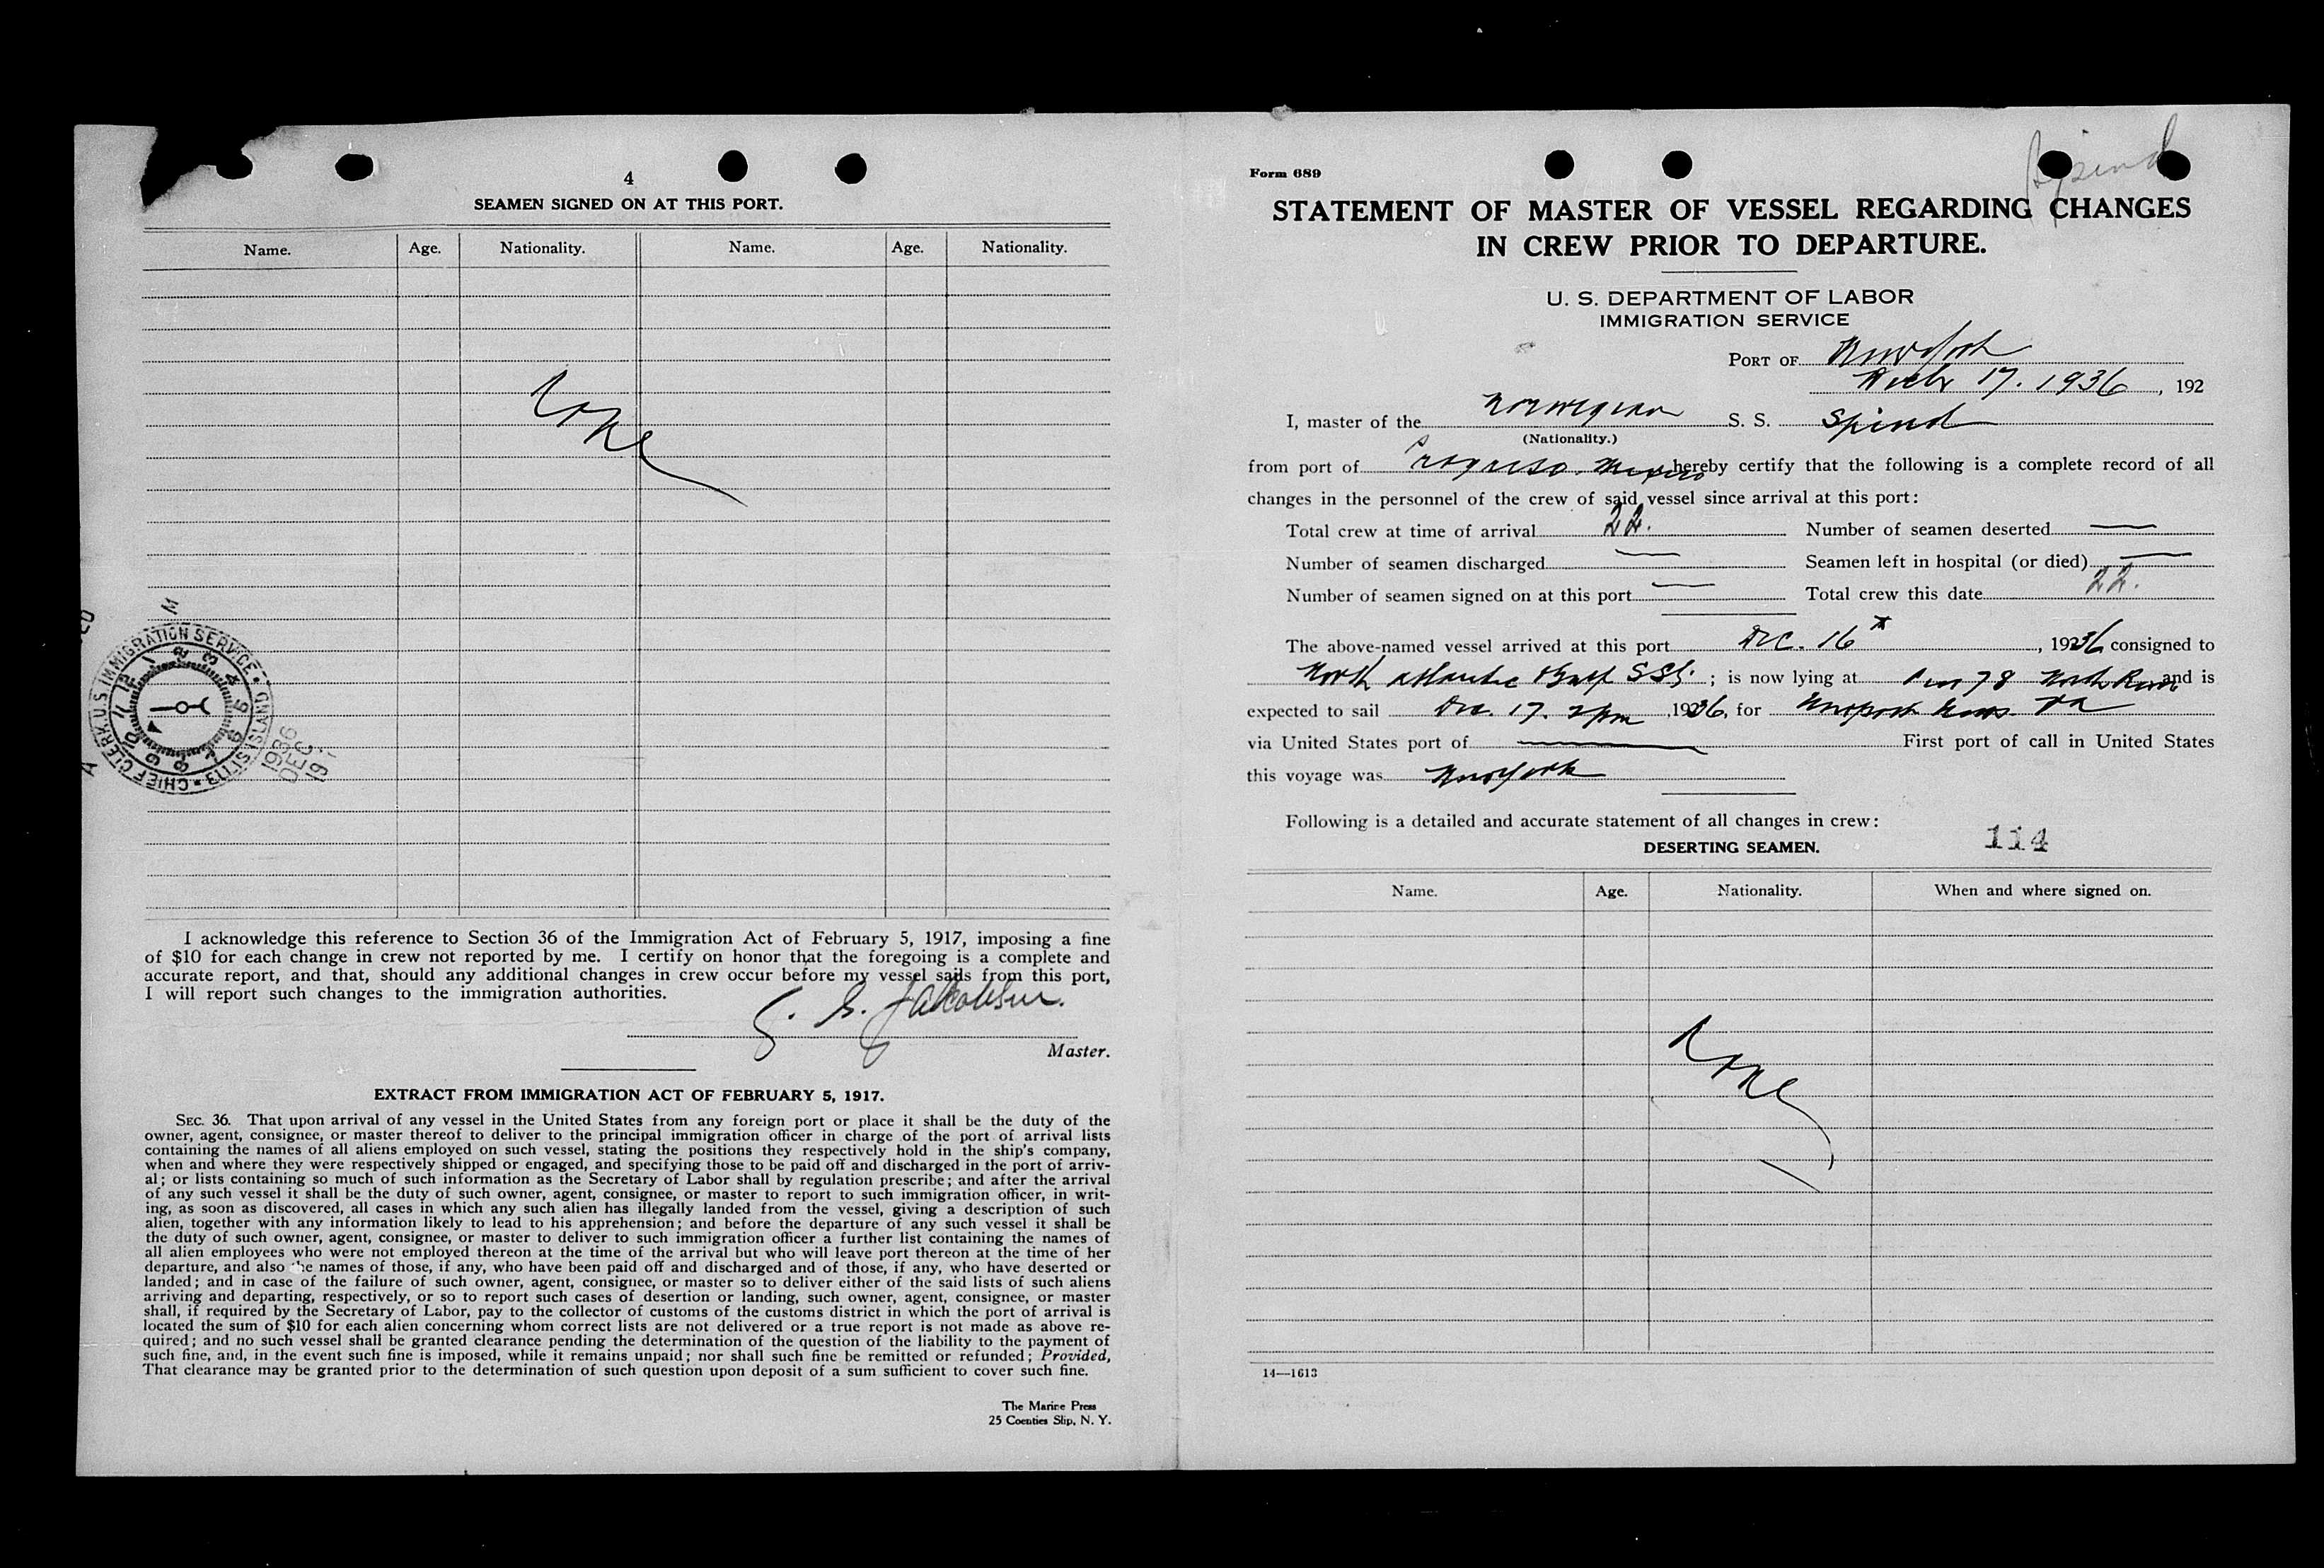 4
SEAMEN SIGNED ON AT THIS PORT.
Name. Age. Nationality. Name. Age. Nationality.
None
CHIEF CLERK, U.S. IMMIGRATION SERVICE • ELLIS ISLAND •
1936
DEC
I acknowledge this reference to Section 36 of the Immigration Act of February 5, 1917, imposing a fine
of $10 for each change in crew not reported by me. I certify on honor that the foregoing is a complete and
accurate report, and that, should any additional changes in crew occur before my vessel sails from this port,
I will report such changes to the immigration authorities.
Jakobsen.
Master.
EXTRACT FROM IMMIGRATION ACT OF FEBRUARY 5, 1917.
SEC. 36. That upon arrival of any vessel in the United States from any foreign port or place it shall be the duty of the
owner, agent, consignee, or master thereof to deliver to the principal immigration officer in charge of the port of arrival lists
containing the names of all aliens employed on such vessel, stating the positions they respectively hold in the ship's company,
when and where they were respectively shipped or engaged, and specifying those to be paid off and discharged in the port of arriv-
al; or lists containing so much of such information as the Secretary of Labor shall by regulation prescribe; and after the arrival
of any such vessel it shall be the duty of such owner, agent, consignee, or master to report to such immigration officer, in writ-
ing, as soon as discovered, all cases in which any such alien has illegally landed from the vessel, giving a description of such
alien, together with any information likely to lead to his apprehension; and before the departure of any such vessel it shall be
the duty of such owner, agent, consignee, or master to deliver to such immigration officer a further list containing the names of
all alien employees who were not employed thereon at the time of the arrival but who will leave port thereon at the time of her
departure, and also the names of those, if any, who have been paid off and discharged and of those, if any, who have deserted or
landed; and in case of the failure of such owner, agent, consignee, or master so to deliver either of the said lists of such aliens
arriving and departing, respectively, or so to report such cases of desertion or landing, such owner, agent, consignee, or master
shall, if required by the Secretary of Labor, pay to the collector of customs of the customs district in which the port of arrival is
located the sum of $10 for each alien concerning whom correct lists are not delivered or a true report is not made as above re-
quired; and no such vessel shall be granted clearance pending the determination of the question of the liability to the payment of
such fine, and, in the event such fine is imposed, while it remains unpaid; nor shall such fine be remitted or refunded; Provided,
That clearance may be granted prior to the determination of such question upon deposit of a sum sufficient to cover such fine.
The Marine Press
25 Coenties Slip, N. Y.
Spind
Form 689
STATEMENT OF MASTER OF VESSEL REGARDING CHANGES
IN CREW PRIOR TO DEPARTURE.
U. S. DEPARTMENT OF LABOR
IMMIGRATION SERVICE
PORT OF New York
17. 1936, 192
I, master of the Norwegian S. S. Spind
(Nationality.)
from port of Progreso. Mexico hereby certify that the following is a complete record of all
changes in the personnel of the crew of said vessel since arrival at this port:
Total crew at time of arrival 22. Number of seamen deserted —
Number of seamen discharged — Seamen left in hospital (or died) —
Number of seamen signed on at this port — Total crew this date 22.
The above-named vessel arrived at this port Dec. 16th, 1936 consigned to
North Atlantic & Gulf SS ; is now lying at Pier 78 North River and is
expected to sail Dec. 17. 2 pm, 1936, for Newport News. Va
via United States port of — First port of call in United States
this voyage was New York
Following is a detailed and accurate statement of all changes in crew:
114
DESERTING SEAMEN.
Name. Age. Nationality. When and where signed on.
None
14—1613